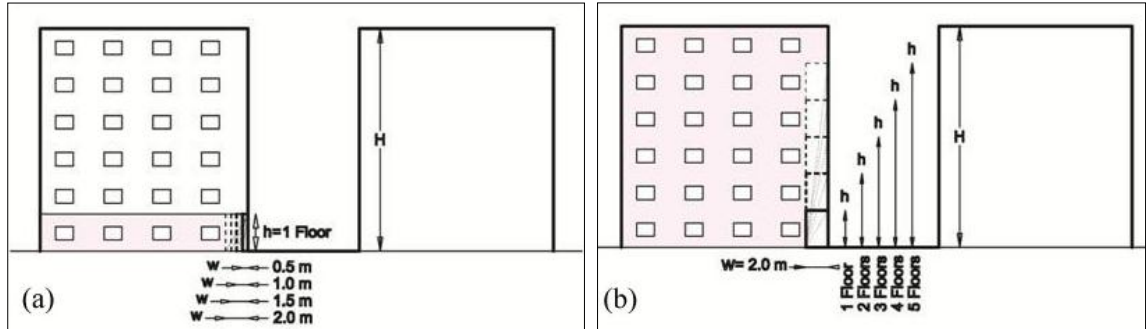 H
h=1 Floor
w 0.5 m
w 1.0 m
w 1.5 m
w 2.0 m
(a)
h
h
h
h
h
H
W= 2.0 m
1 Floor
2 Floors
3 Floors
4 Floors
5 Floors
(b)